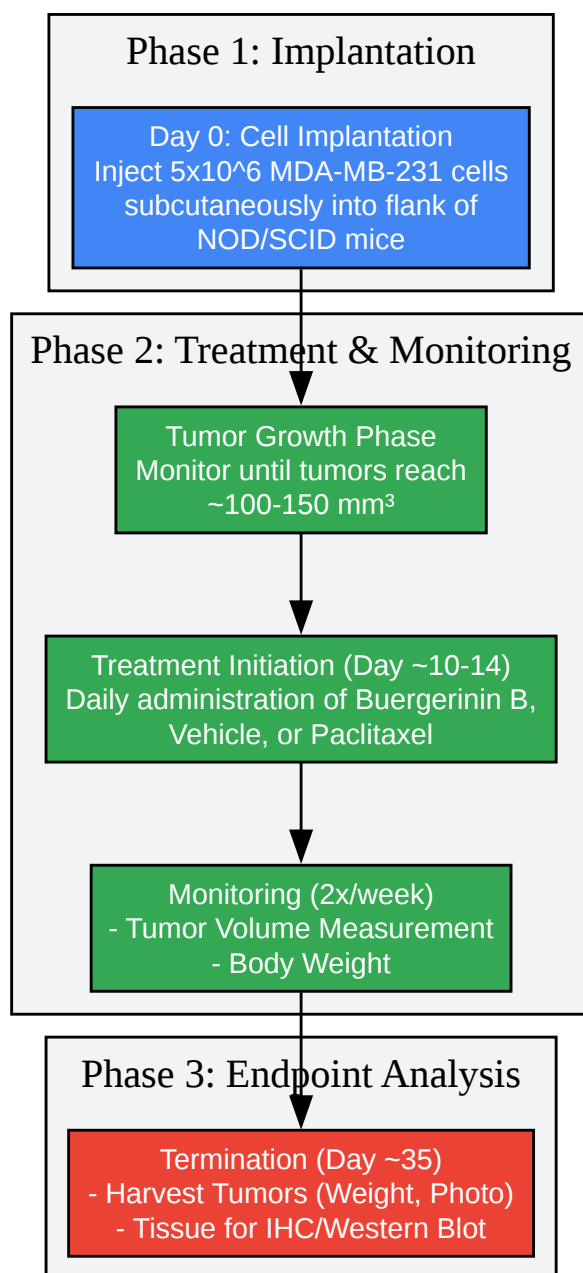 Phase 1: Implantation
Day 0: Cell Implantation
Inject 5x10^6 MDA-MB-231 cells
subcutaneously into flank of
NOD/SCID mice
Phase 2: Treatment & Monitoring
Tumor Growth Phase
Monitor until tumors reach
~100-150 mm³
Treatment Initiation (Day ~10-14)
Daily administration of Buergerinin B,
Vehicle, or Paclitaxel
Monitoring (2x/week)
- Tumor Volume Measurement
- Body Weight
Phase 3: Endpoint Analysis
Termination (Day ~35)
- Harvest Tumors (Weight, Photo)
- Tissue for IHC/Western Blot